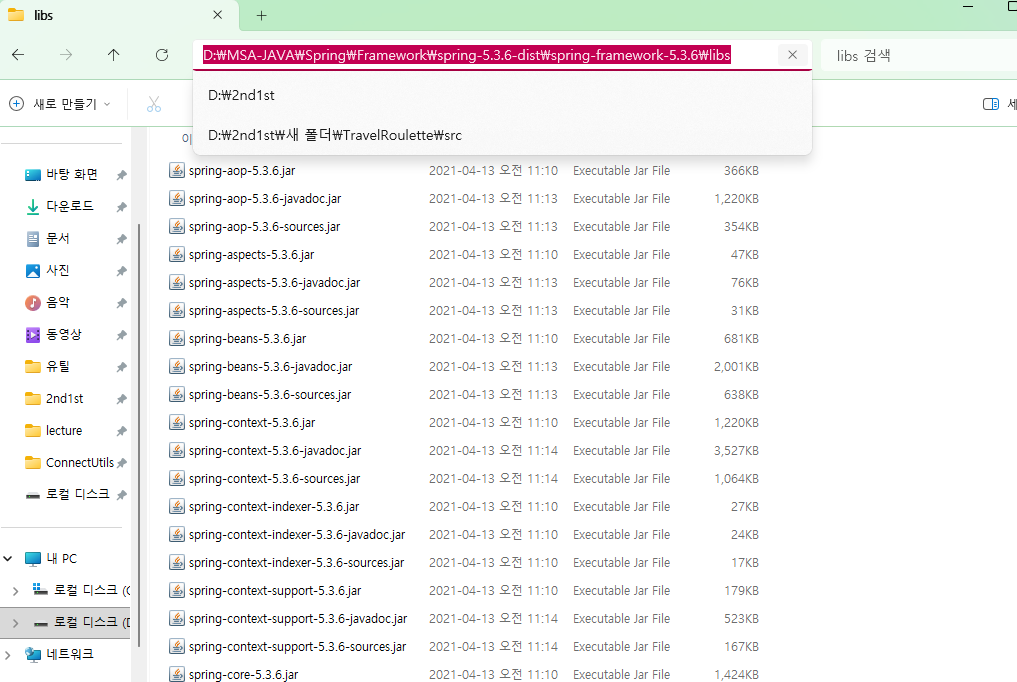 libs
D:₩MSA-JAVA₩Spring₩Framework₩spring-5.3.6-dist₩spring-framework-5.3.6₩libs
libs 검색
D:₩2nd1st
D:₩2nd1st₩새 폴더₩TravelRoulette₩src
새로 만들기
바탕 화면
다운로드
문서
사진
음악
동영상
유틸
2nd1st
lecture
ConnectUtils
로컬 디스크
내 PC
로컬 디스크 (
로컬 디스크 (
네트워크
spring-aop-5.3.6.jar 2021-04-13 오전 11:10 Executable Jar File 366KB
spring-aop-5.3.6-javadoc.jar 2021-04-13 오전 11:13 Executable Jar File 1,220KB
spring-aop-5.3.6-sources.jar 2021-04-13 오전 11:13 Executable Jar File 354KB
spring-aspects-5.3.6.jar 2021-04-13 오전 11:10 Executable Jar File 47KB
spring-aspects-5.3.6-javadoc.jar 2021-04-13 오전 11:13 Executable Jar File 76KB
spring-aspects-5.3.6-sources.jar 2021-04-13 오전 11:13 Executable Jar File 31KB
spring-beans-5.3.6.jar 2021-04-13 오전 11:10 Executable Jar File 681KB
spring-beans-5.3.6-javadoc.jar 2021-04-13 오전 11:13 Executable Jar File 2,001KB
spring-beans-5.3.6-sources.jar 2021-04-13 오전 11:13 Executable Jar File 638KB
spring-context-5.3.6.jar 2021-04-13 오전 11:10 Executable Jar File 1,220KB
spring-context-5.3.6-javadoc.jar 2021-04-13 오전 11:14 Executable Jar File 3,527KB
spring-context-5.3.6-sources.jar 2021-04-13 오전 11:14 Executable Jar File 1,064KB
spring-context-indexer-5.3.6.jar 2021-04-13 오전 11:10 Executable Jar File 27KB
spring-context-indexer-5.3.6-javadoc.jar 2021-04-13 오전 11:10 Executable Jar File 24KB
spring-context-indexer-5.3.6-sources.jar 2021-04-13 오전 11:10 Executable Jar File 17KB
spring-context-support-5.3.6.jar 2021-04-13 오전 11:10 Executable Jar File 179KB
spring-context-support-5.3.6-javadoc.jar 2021-04-13 오전 11:14 Executable Jar File 523KB
spring-context-support-5.3.6-sources.jar 2021-04-13 오전 11:14 Executable Jar File 167KB
spring-core-5.3.6.jar 2021-04-13 오전 11:10 Executable Jar File 1,424KB